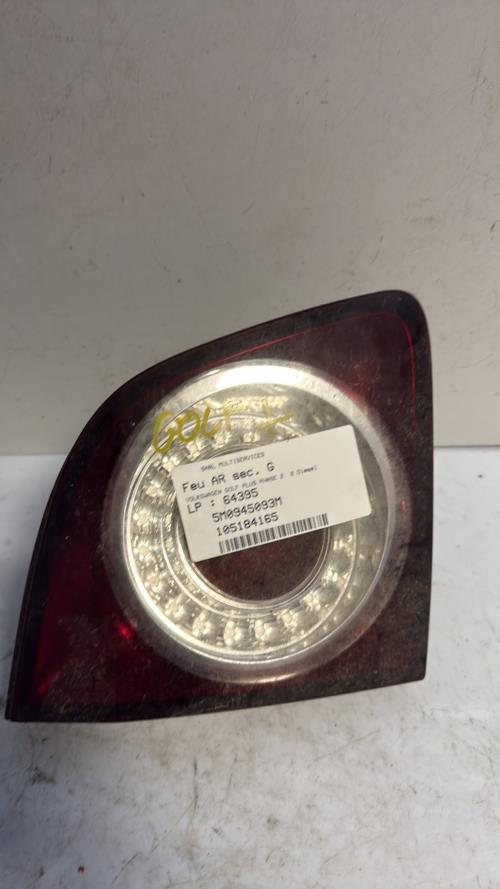 GOLF
SARL MULTISERVICES
Feu AR sec. G
VOLKSWAGEN GOLF PLUS PHASE 2 2 Diesel
LP : 64395
5M0945093M
105184165